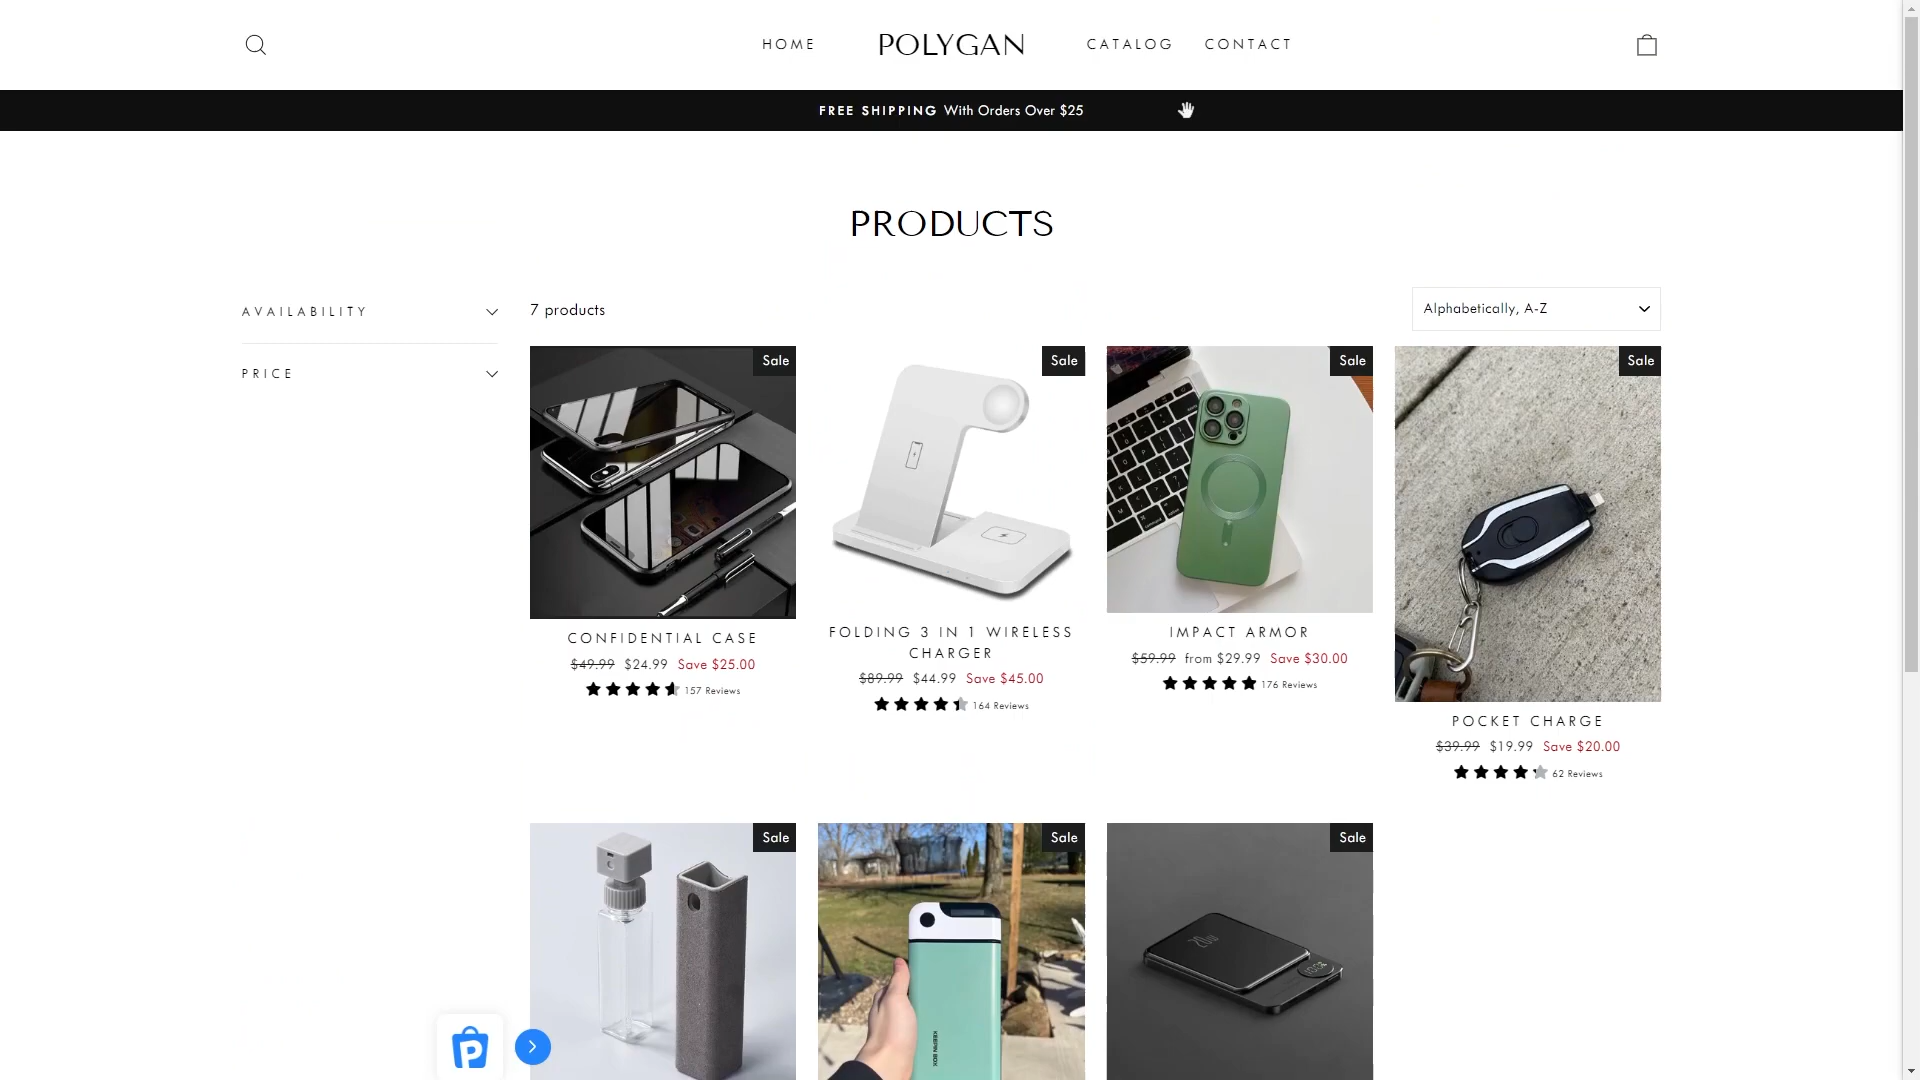 HOME
POLYGAN
CATALOG
CONTACT
FREE SHIPPING With Orders Over $25
PRODUCTS
AVAILABILITY
7 products
Alphabetically, A-Z
PRICE
Sale
Sale
Sale
Sale
CONFIDENTIAL CASE
$49.99 $24.99 Save $25.00
157 Reviews
FOLDING 3 IN 1 WIRELESS
CHARGER
$89.99 $44.99 Save $45.00
164 Reviews
IMPACT ARMOR
$59.99 from $29.99 Save $30.00
176 Reviews
POCKET CHARGE
$39.99 $19.99 Save $20.00
62 Reviews
Sale
Sale
Sale
KEEPIN BOX
20W
P